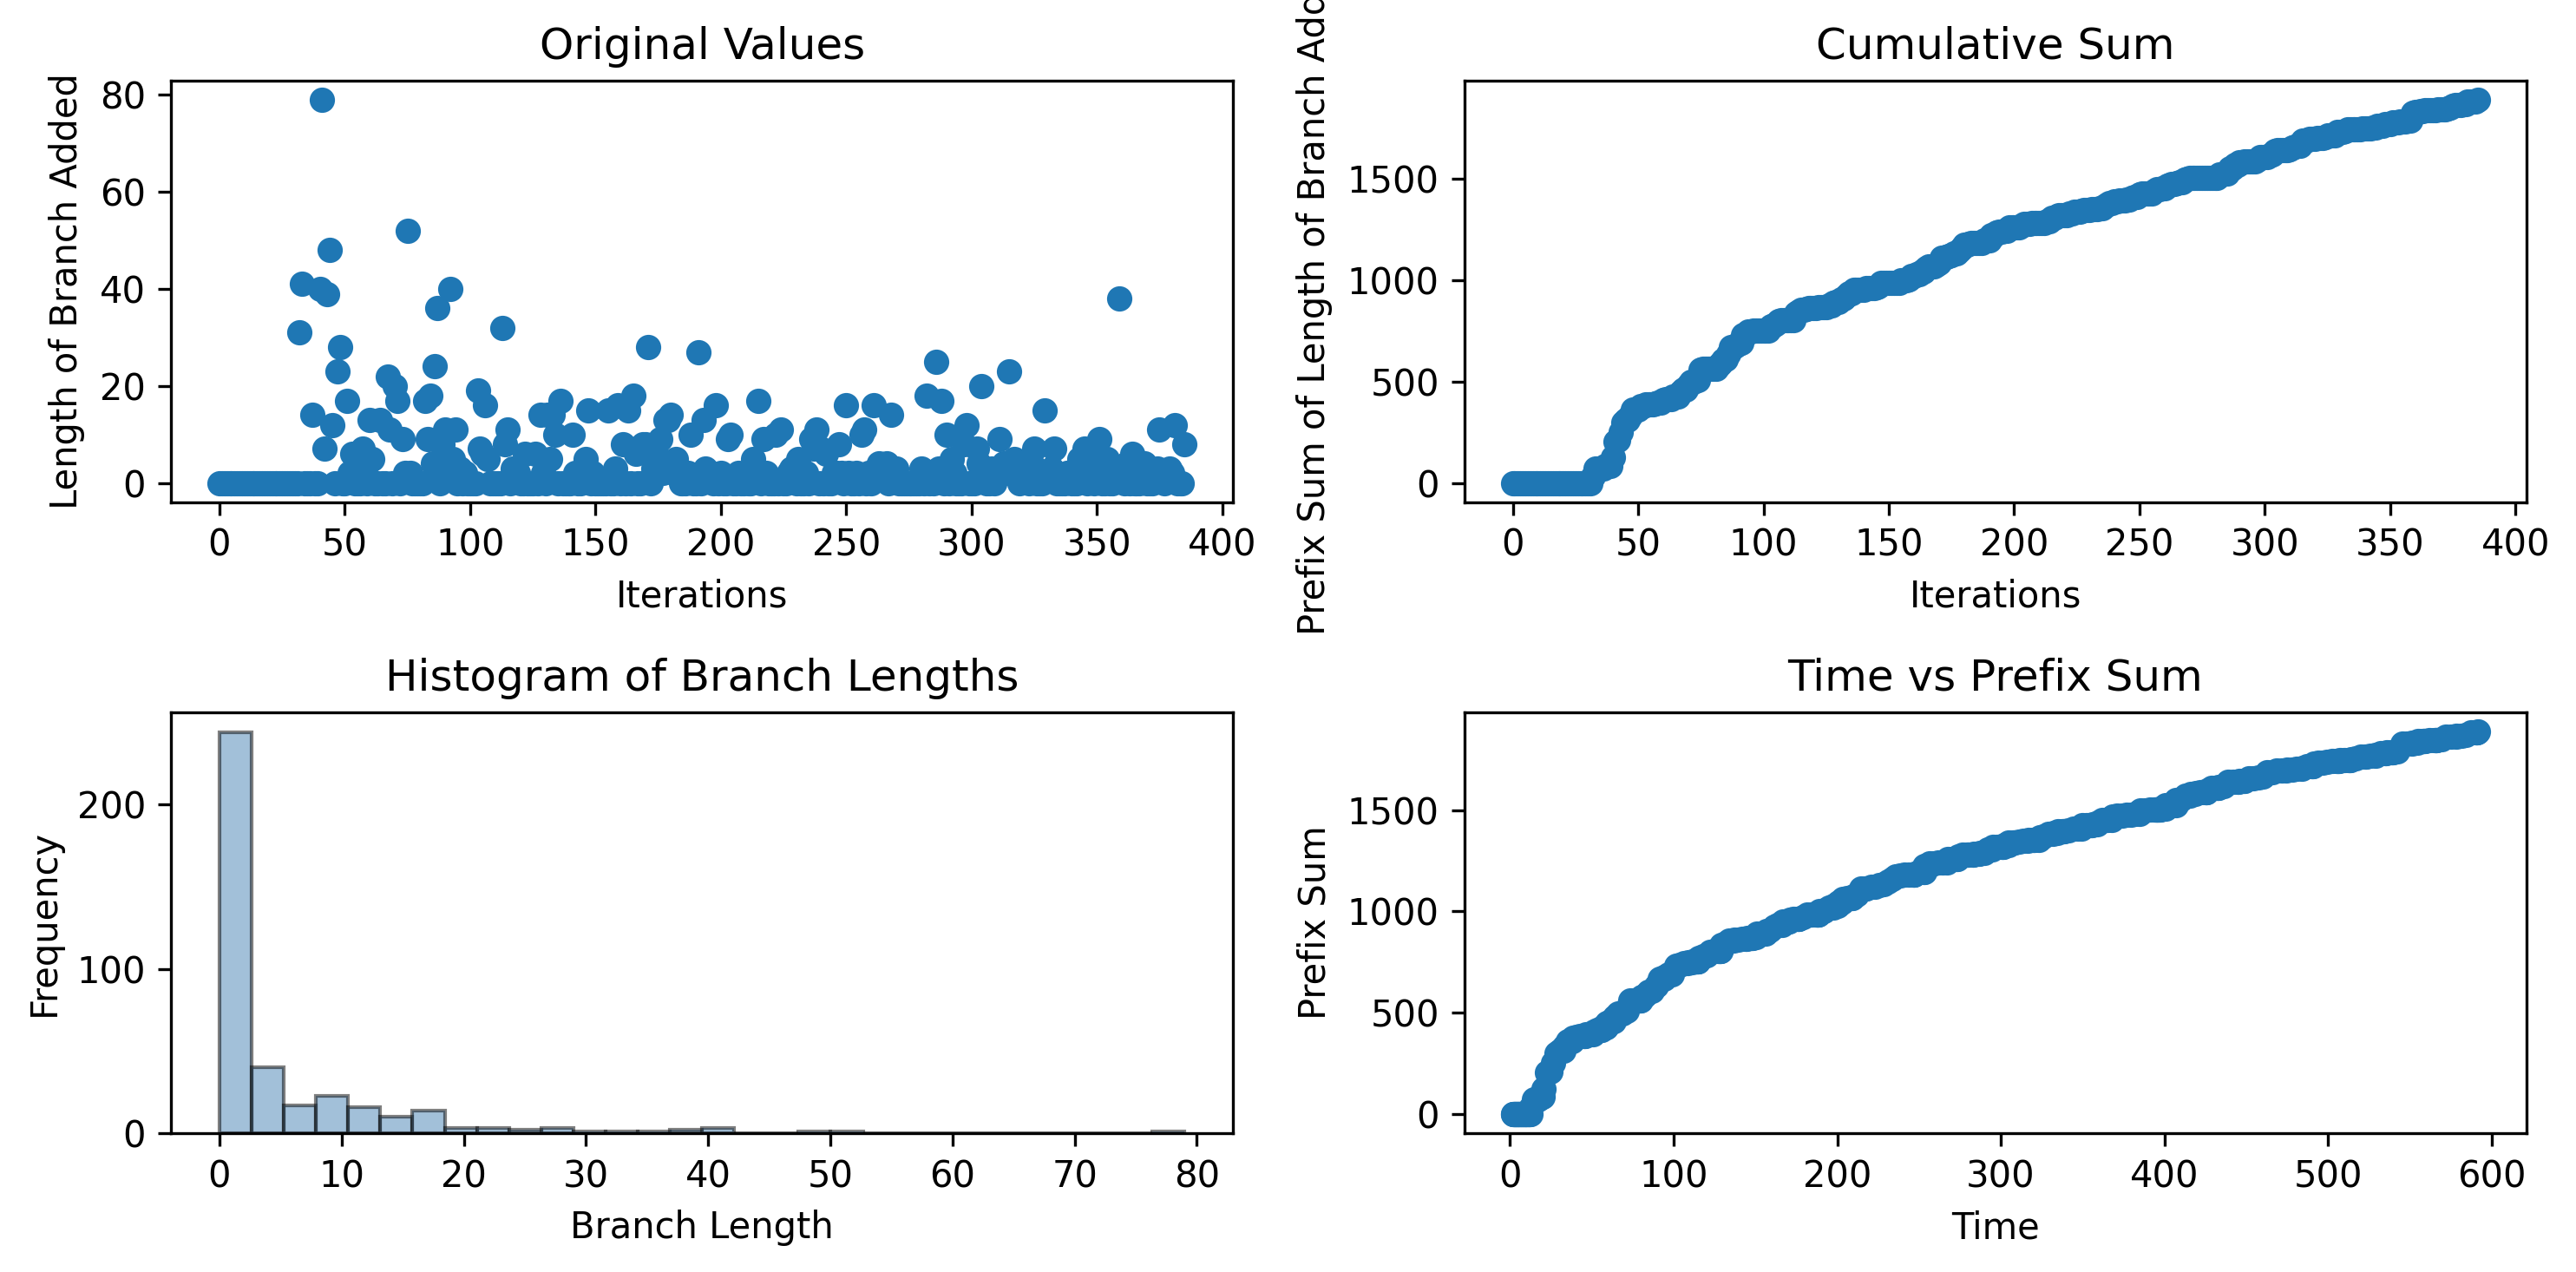 Original Values
Length of Branch Added
80
60
40
20
0
0 50 100 150 200 250 300 350 400
Iterations
Cumulative Sum
Prefix Sum of Length of Branch
1500
1000
500
0
0 50 100 150 200 250 300 350 400
Iterations
Histogram of Branch Lengths
Frequency
200
100
0
0 10 20 30 40 50 60 70 80
Branch Length
Time vs Prefix Sum
Prefix Sum
1500
1000
500
0
0 100 200 300 400 500 600
Time